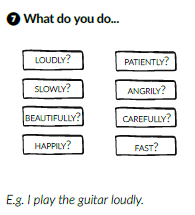 7 What do you do...
LOUDLY? PATIENTLY?
SLOWLY? ANGRILY?
BEAUTIFULLY? CAREFULLY?
HAPPILY? FAST?
E.g. I play the guitar loudly.